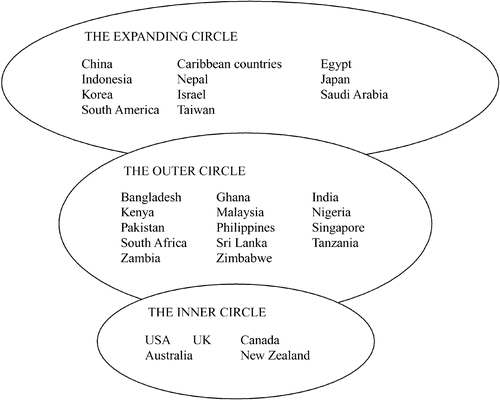 THE EXPANDING CIRCLE
China Caribbean countries Egypt
Indonesia Nepal Japan
Korea Israel Saudi Arabia
South America Taiwan
THE OUTER CIRCLE
Bangladesh Ghana India
Kenya Malaysia Nigeria
Pakistan Philippines Singapore
South Africa Sri Lanka Tanzania
Zambia Zimbabwe
THE INNER CIRCLE
USA UK Canada
Australia New Zealand